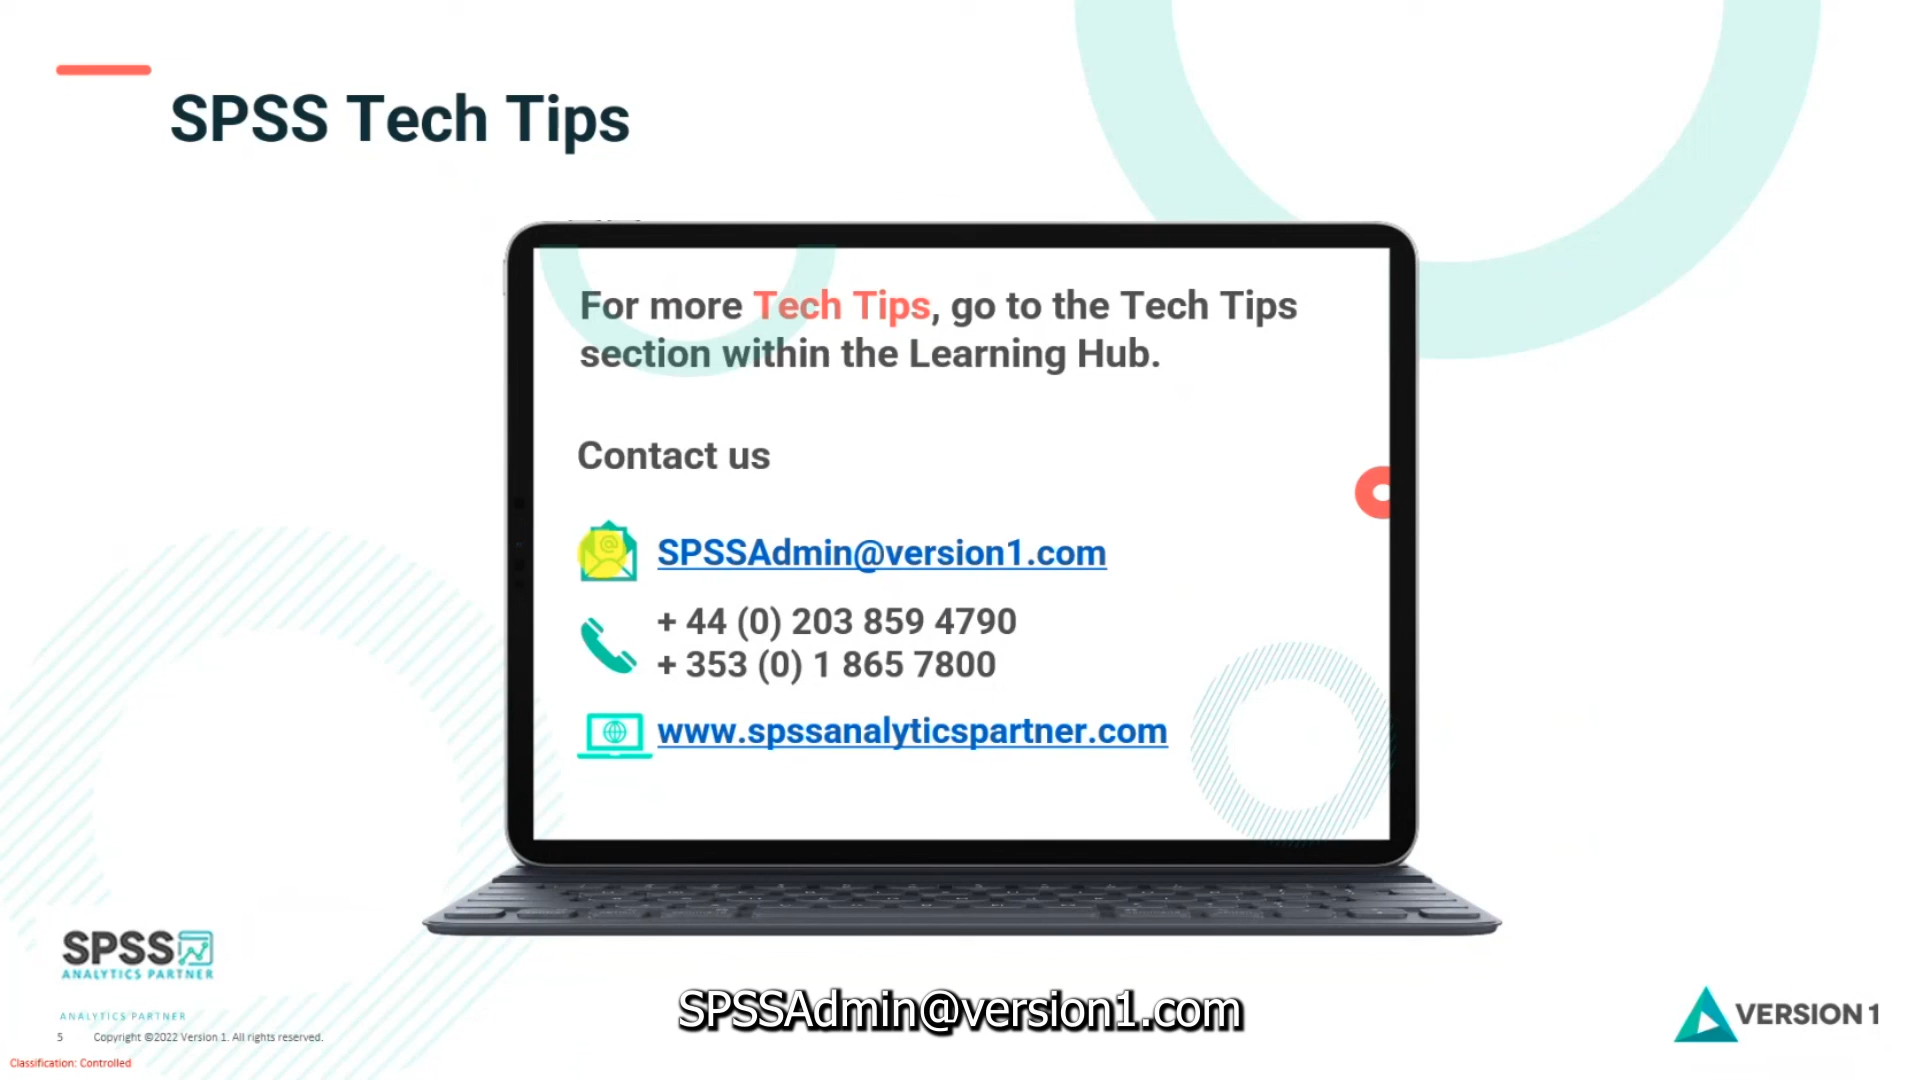 SPSS Tech Tips
For more Tech Tips, go to the Tech Tips
section within the Learning Hub.
Contact us
@
SPSSAdmin@version1.com
+ 44 (0) 203 859 4790
+ 353 (0) 1 865 7800
www.spssanalyticspartner.com
SPSS
ANALYTICS PARTNER
ANALYTICS PARTNER
5 Copyright ©2022 Version 1. All rights reserved.
Classification: Controlled
SPSSAdmin@version1.com
VERSION 1